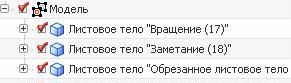 Модель
Листовое тело "Вращение (17)"
Листовое тело "Заметание (18)"
Листовое тело "Обрезанное листовое тело